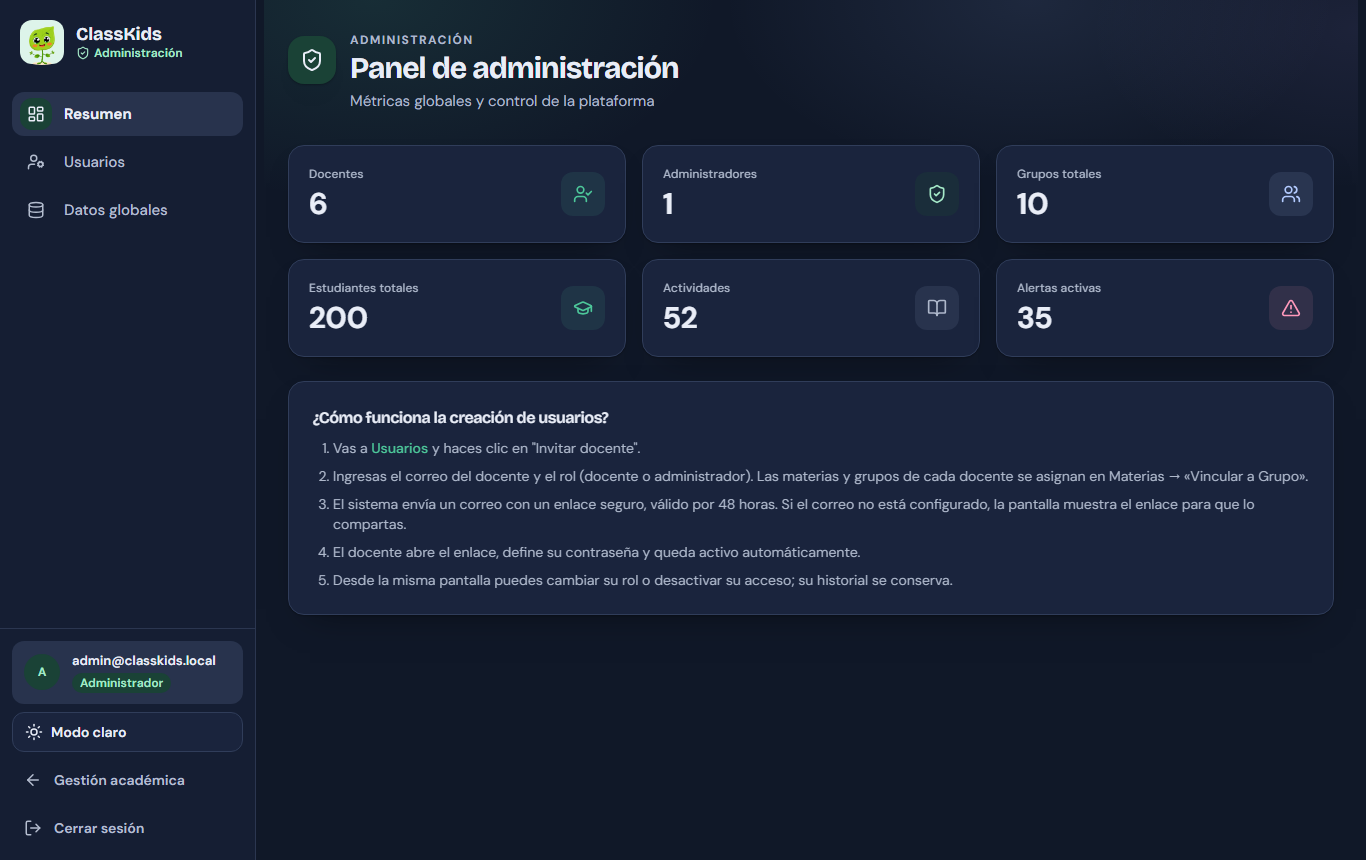 ClassKids
Administración
Resumen
Usuarios
Datos globales
admin@classkids.local
A
Administrador
Modo claro
Gestión académica
Cerrar sesión
ADMINISTRACIÓN
Panel de administración
Métricas globales y control de la plataforma
Docentes
6
Administradores
1
Grupos totales
10
Estudiantes totales
200
Actividades
52
Alertas activas
35
¿Cómo funciona la creación de usuarios?
1. Vas a Usuarios y haces clic en "Invitar docente".
2. Ingresas el correo del docente y el rol (docente o administrador). Las materias y grupos de cada docente se asignan en Materias → «Vincular a Grupo».
3. El sistema envía un correo con un enlace seguro, válido por 48 horas. Si el correo no está configurado, la pantalla muestra el enlace para que lo
compartas.
4. El docente abre el enlace, define su contraseña y queda activo automáticamente.
5. Desde la misma pantalla puedes cambiar su rol o desactivar su acceso; su historial se conserva.